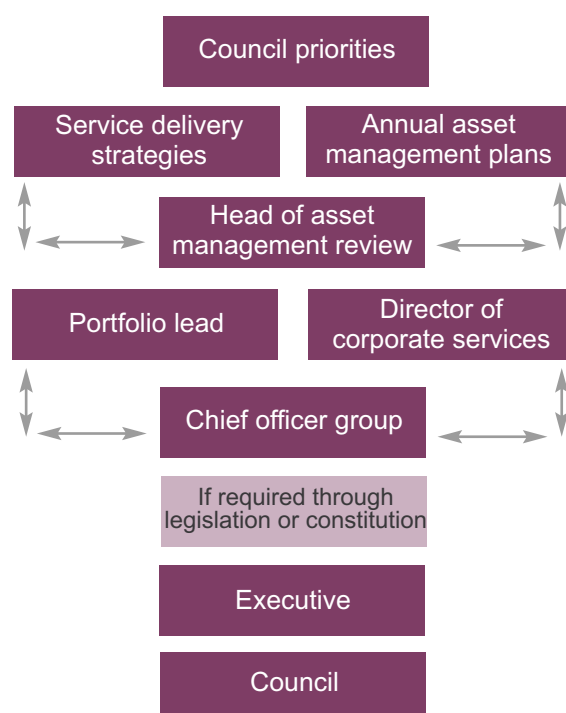 Council priorities
Service delivery
strategies
Annual asset
management plans
Head of asset
management review
Portfolio lead
Director of
corporate services
Chief officer group
If required through
legislation or constitution
Executive
Council